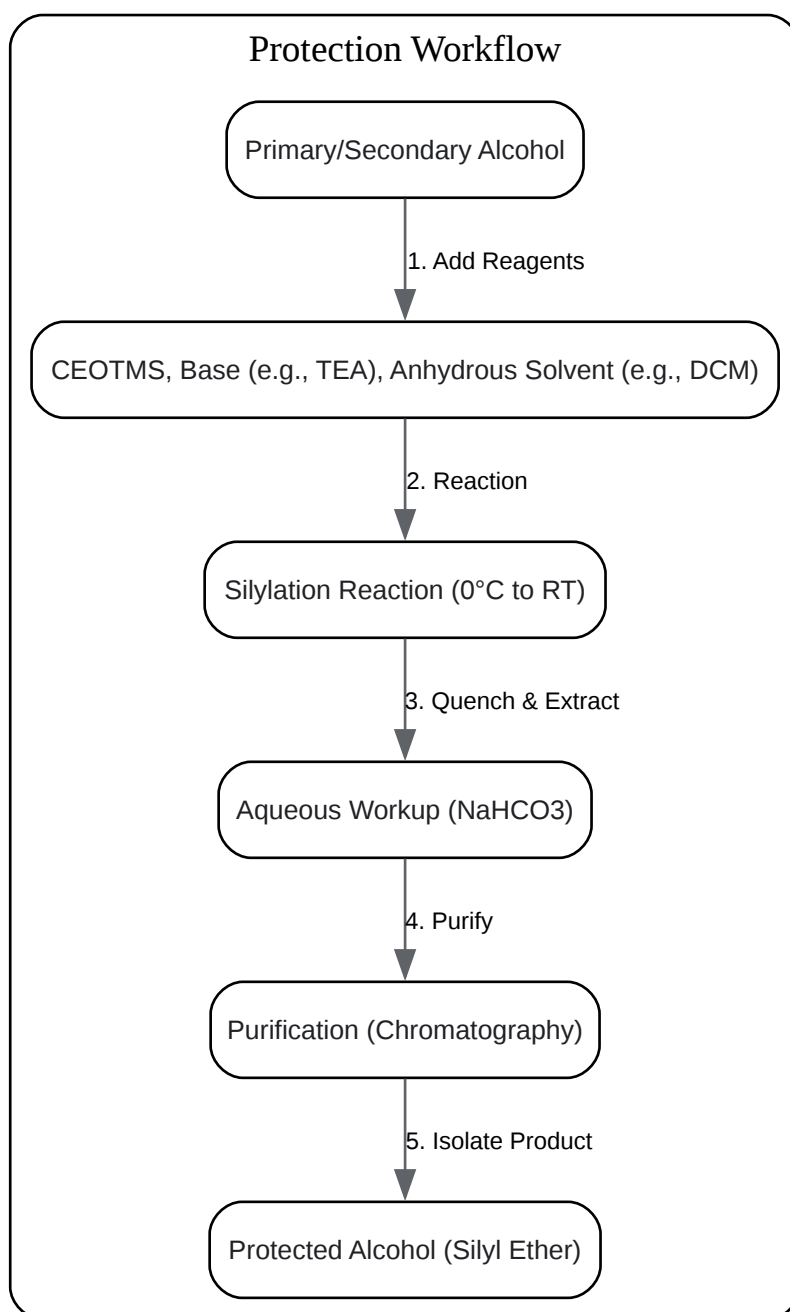 Protection Workflow
Primary/Secondary Alcohol
1. Add Reagents
CEOTMS, Base (e.g., TEA), Anhydrous Solvent (e.g., DCM)
2. Reaction
Silylation Reaction (0°C to RT)
3. Quench & Extract
Aqueous Workup (NaHCO3)
4. Purify
Purification (Chromatography)
5. Isolate Product
Protected Alcohol (Silyl Ether)